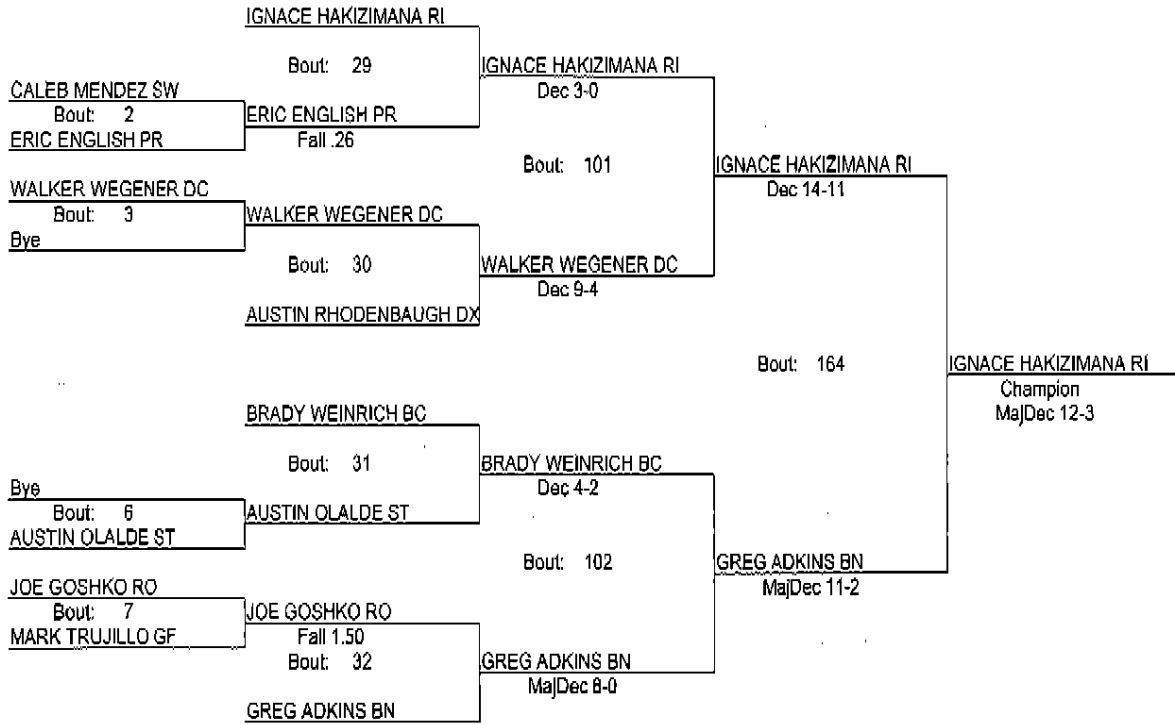 IGNACE HAKIZIMANA RI
Bout: 29
IGNACE HAKIZIMANA RI
Dec 3-0
CALEB MENDEZ SW
Bout: 2
ERIC ENGLISH PR
ERIC ENGLISH PR
Fall .26
Bout: 101
IGNACE HAKIZIMANA RI
Dec 14-11
WALKER WEGENER DC
Bout: 3
Bye
WALKER WEGENER DC
Bout: 30
WALKER WEGENER DC
Dec 9-4
AUSTIN RHODENBAUGH DX
Bout: 164
IGNACE HAKIZIMANA RI
Champion
MajDec 12-3
BRADY WEINRICH BC
Bout: 31
BRADY WEINRICH BC
Dec 4-2
Bye
Bout: 6
AUSTIN OLALDE ST
AUSTIN OLALDE ST
Bout: 102
GREG ADKINS BN
MajDec 11-2
JOE GOSHKO RO
Bout: 7
MARK TRUJILLO GF
JOE GOSHKO RO
Fall 1.50
Bout: 32
GREG ADKINS BN
MajDec 8-0
GREG ADKINS BN